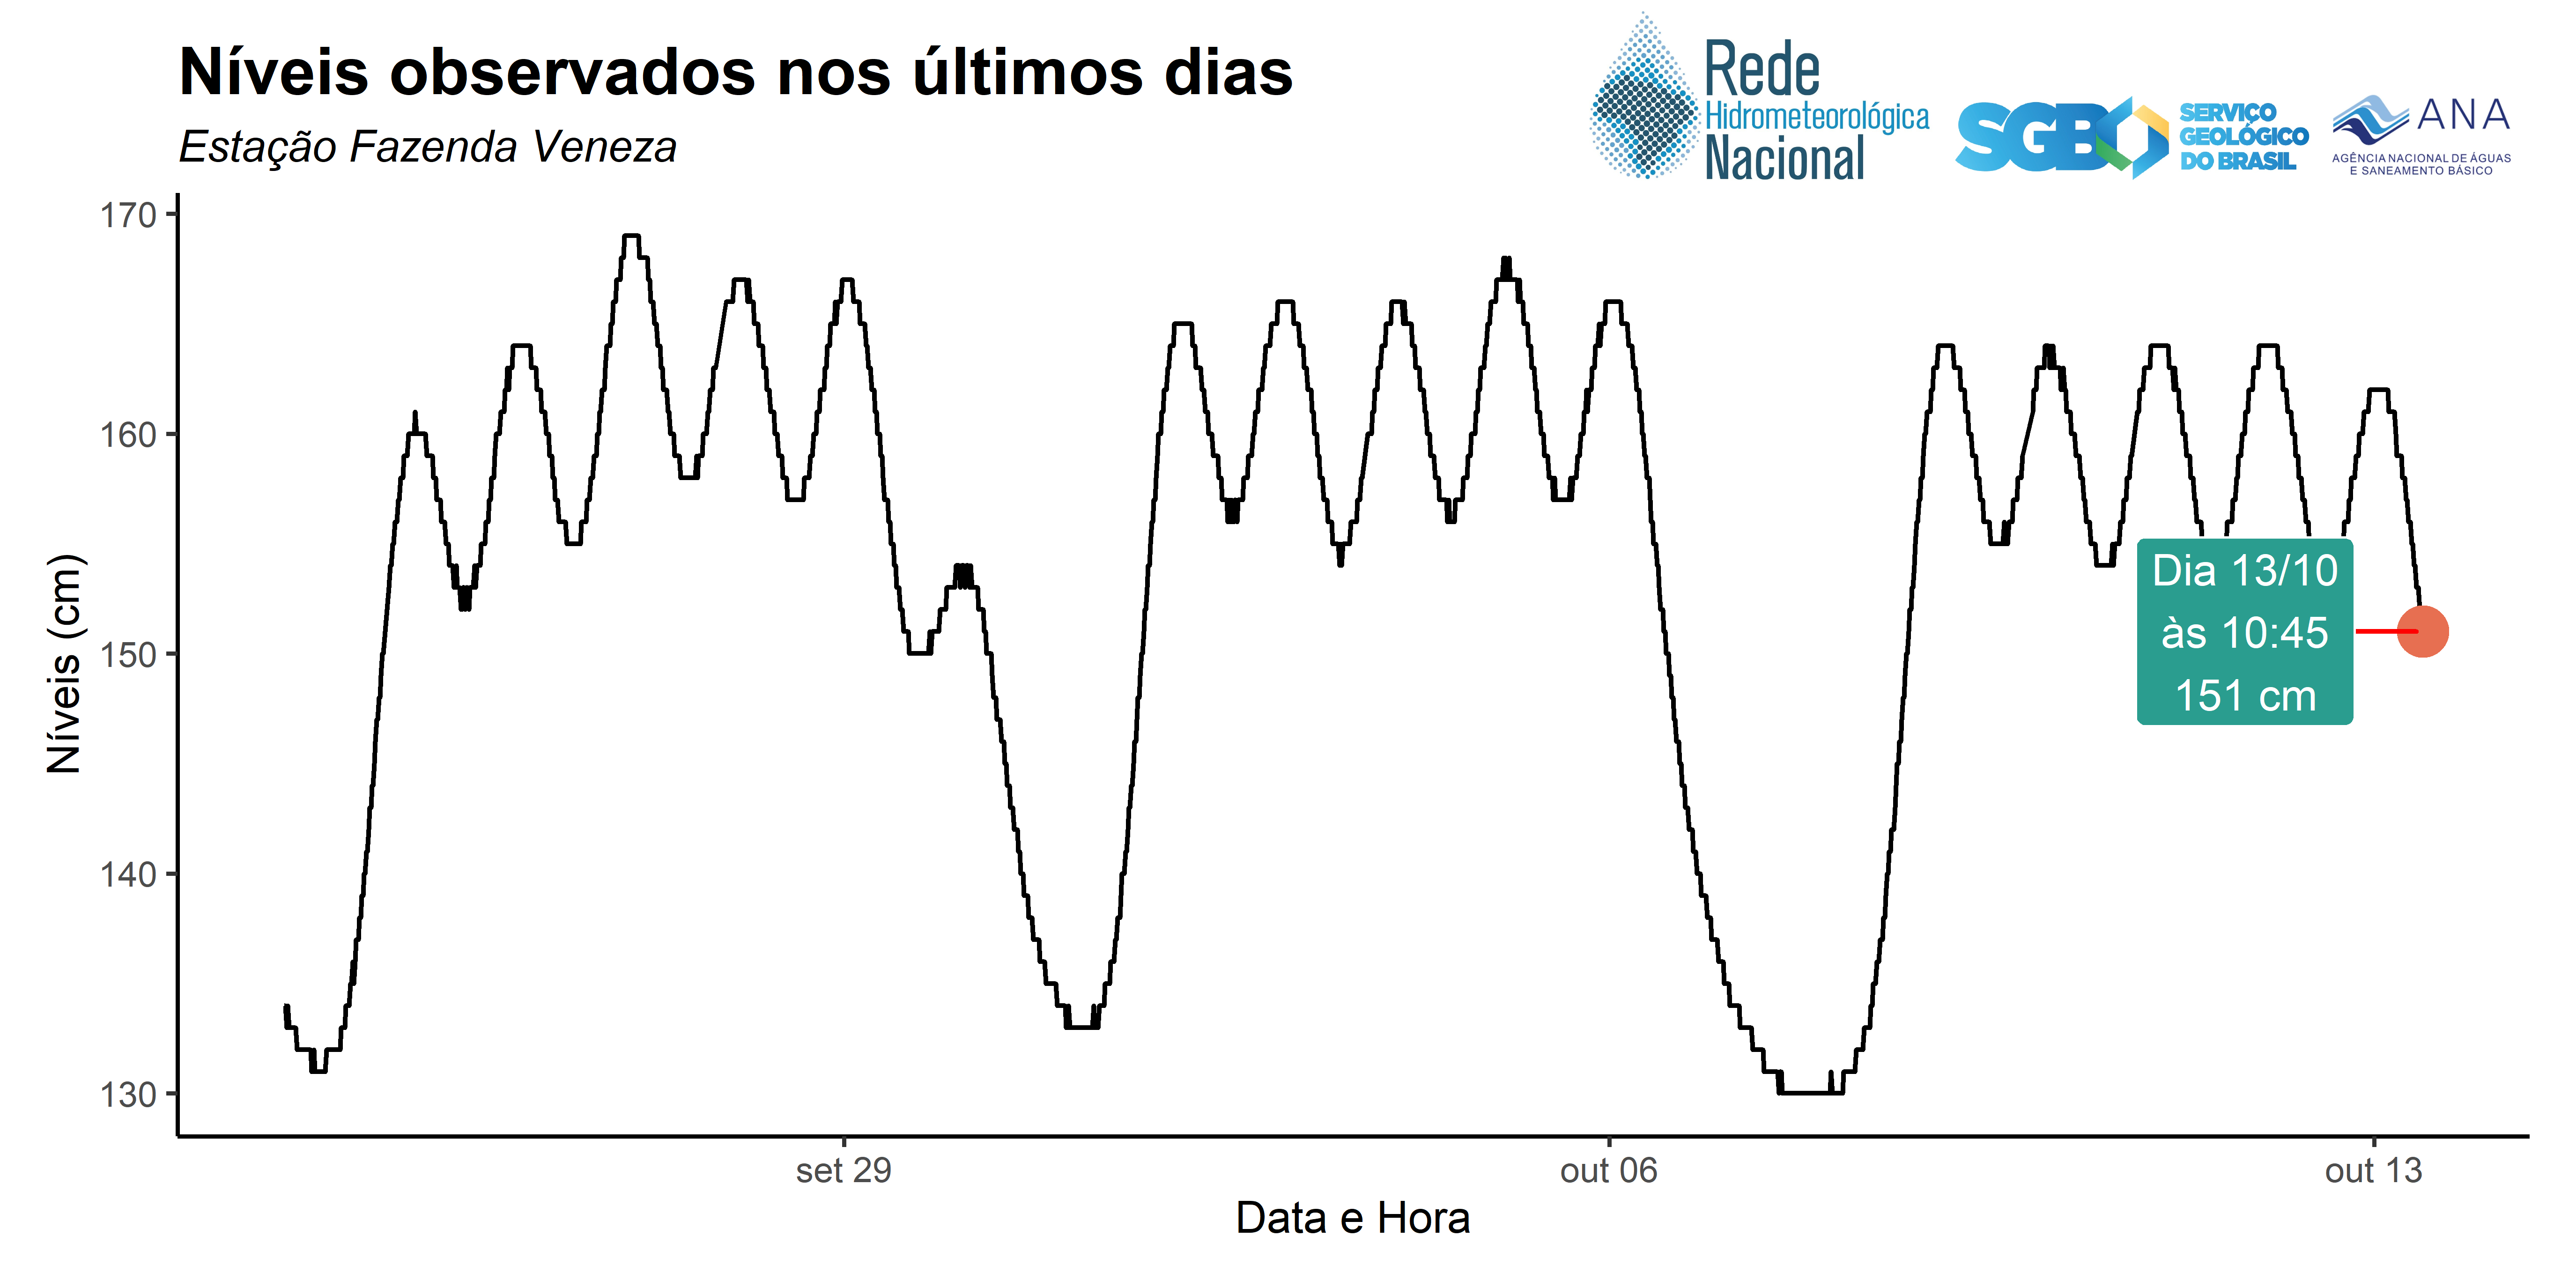 Níveis observados nos últimos dias
Estação Fazenda Veneza
Rede
Hidrometeorológica
Nacional
SGB
SERVIÇO
GEOLÓGICO
DO BRASIL
ANA
AGÊNCIA NACIONAL DE ÁGUAS
E SANEAMENTO BÁSICO
Níveis (cm)
170
160
150
140
130
Dia 13/10
às 10:45
151 cm
set 29
out 06
out 13
Data e Hora